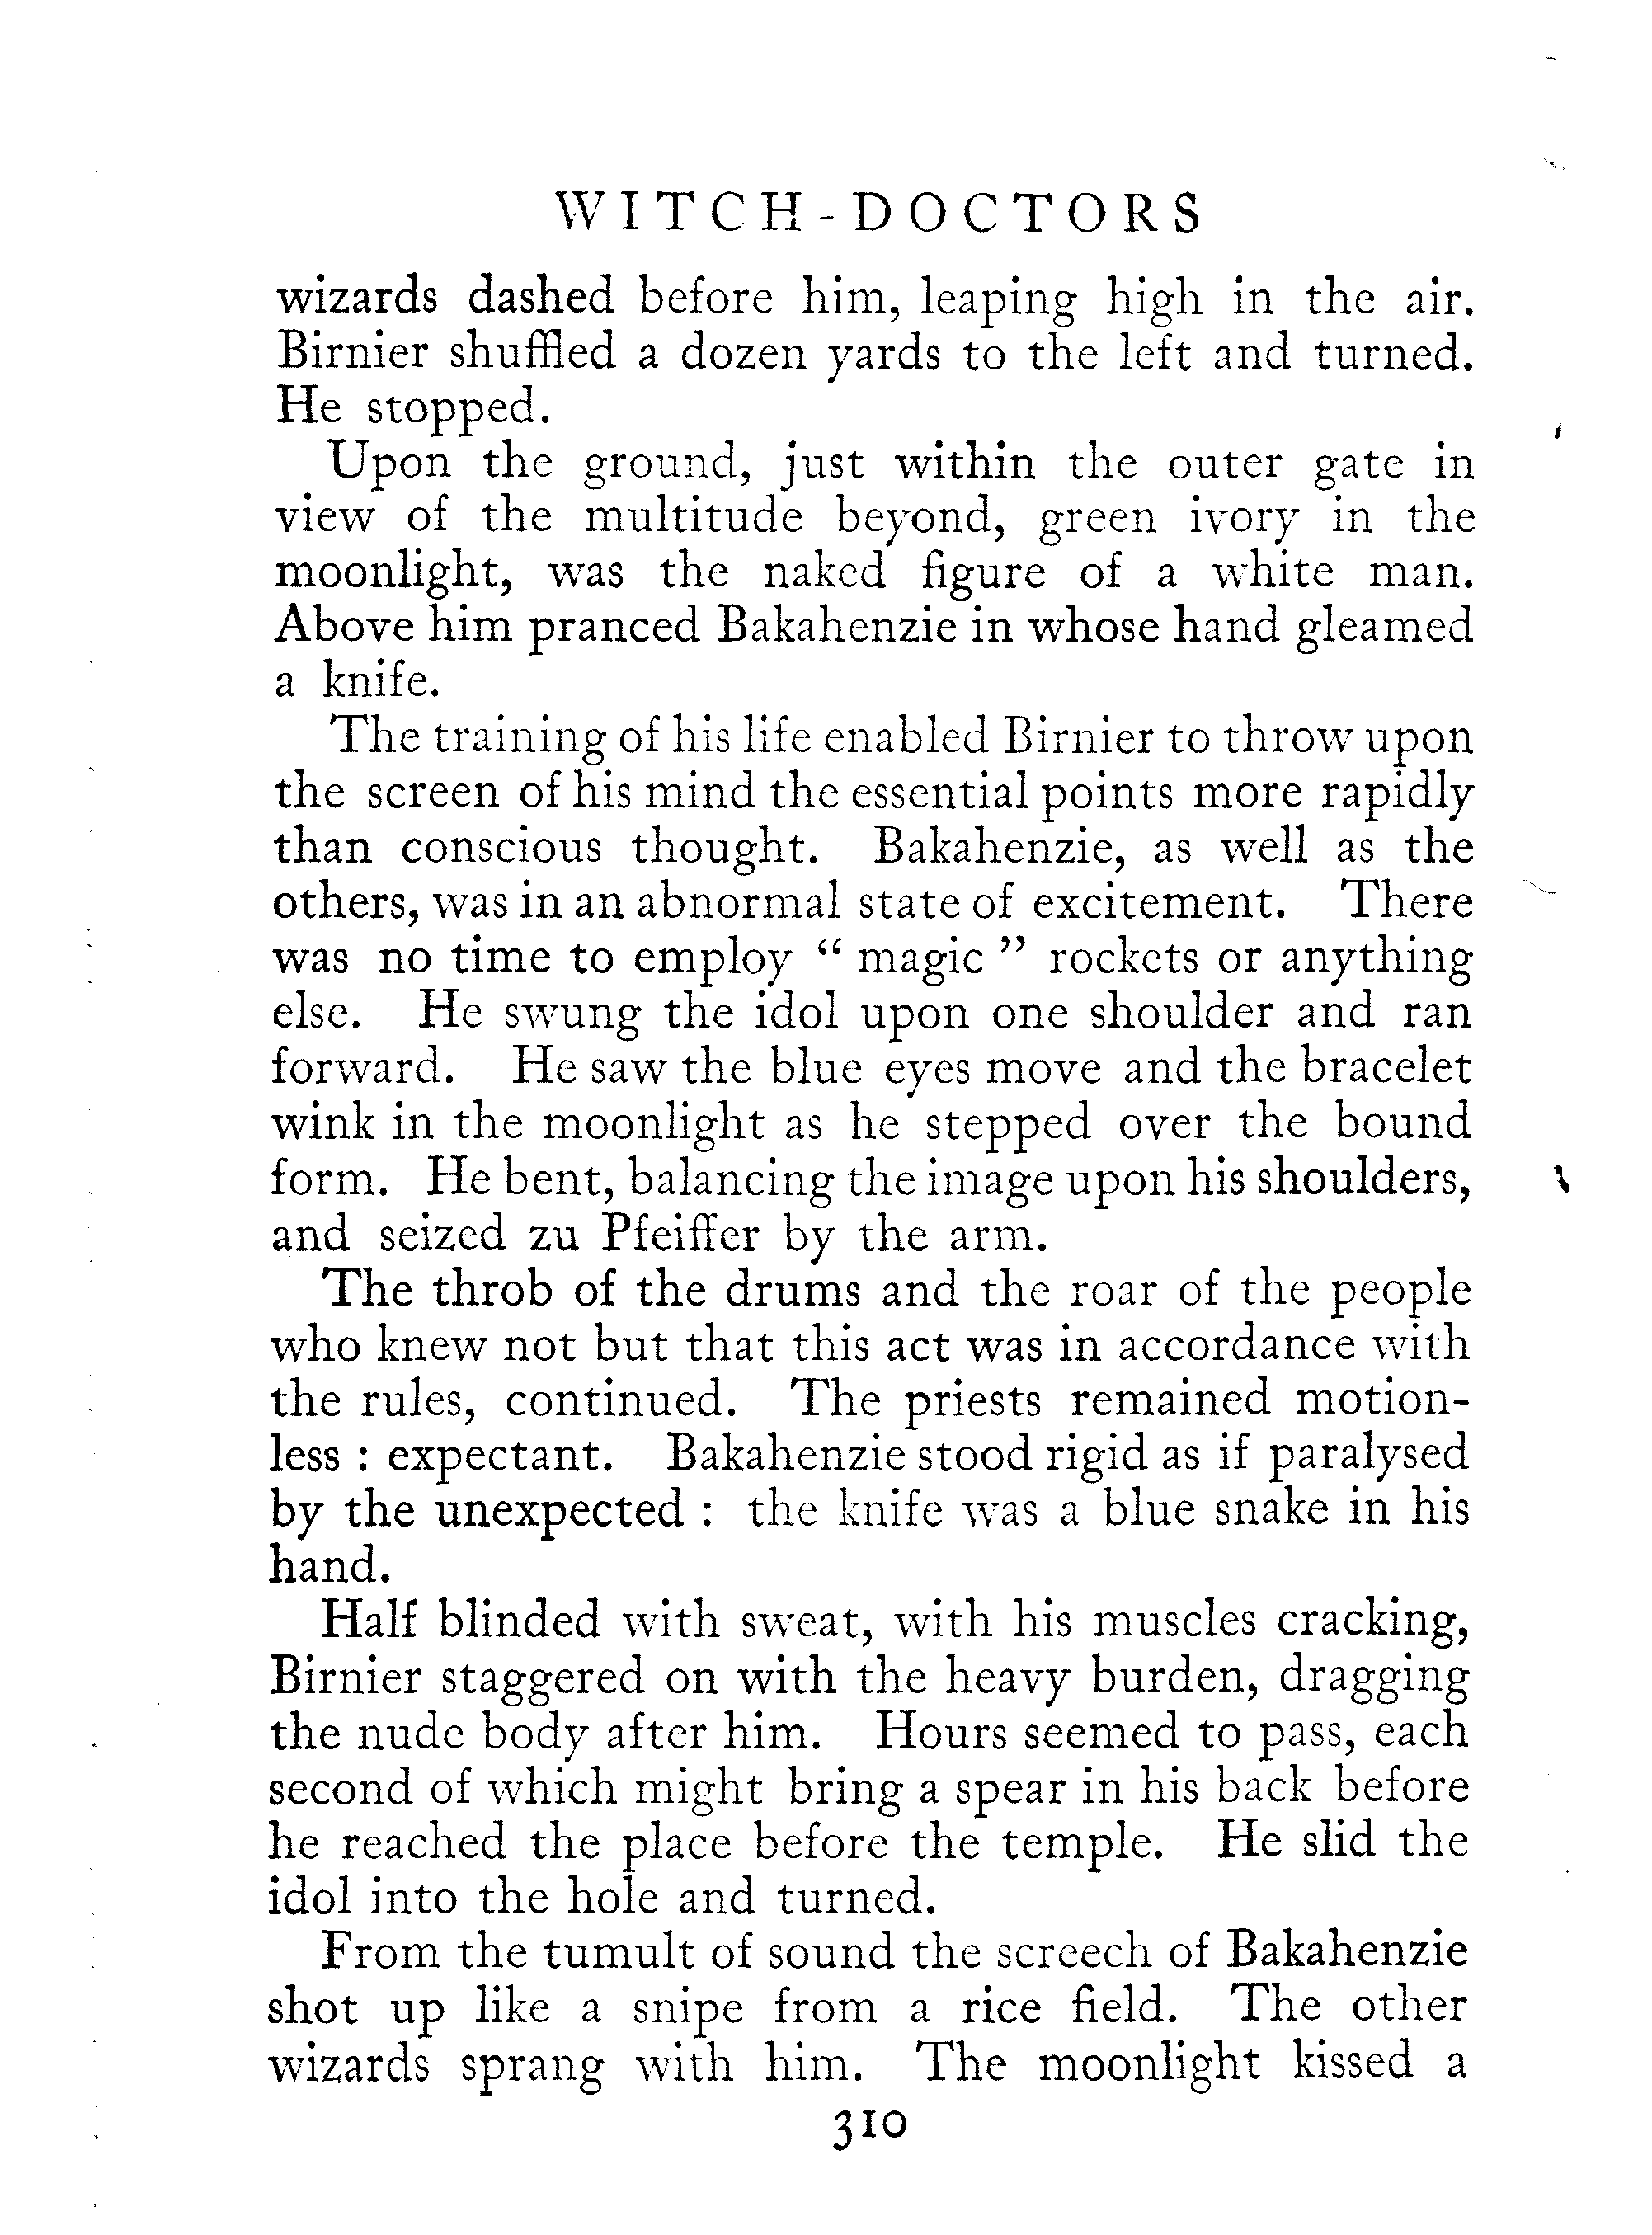 WITCH-DOCTORS
wizards dashed before him, leaping high in the air.
Birnier shuffled a dozen yards to the left and turned.
He stopped.
Upon the ground, just within the outer gate in
view of the multitude beyond, green ivory in the
moonlight, was the naked figure of a white man.
Above him pranced Bakahenzie in whose hand gleamed
a knife.
The training of his life enabled Birnier to throw upon
the screen of his mind the essential points more rapidly
than conscious thought. Bakahenzie, as well as the
others, was in an abnormal state of excitement. There
was no time to employ “ magic ” rockets or anything
else. He swung the idol upon one shoulder and ran
forward. He saw the blue eyes move and the bracelet
wink in the moonlight as he stepped over the bound
form. He bent, balancing the image upon his shoulders,
and seized zu Pfeiffer by the arm.
The throb of the drums and the roar of the people
who knew not but that this act was in accordance with
the rules, continued. The priests remained motion-
less : expectant. Bakahenzie stood rigid as if paralysed
by the unexpected : the knife was a blue snake in his
hand.
Half blinded with sweat, with his muscles cracking,
Birnier staggered on with the heavy burden, dragging
the nude body after him. Hours seemed to pass, each
second of which might bring a spear in his back before
he reached the place before the temple. He slid the
idol into the hole and turned.
From the tumult of sound the screech of Bakahenzie
shot up like a snipe from a rice field. The other
wizards sprang with him. The moonlight kissed a
310